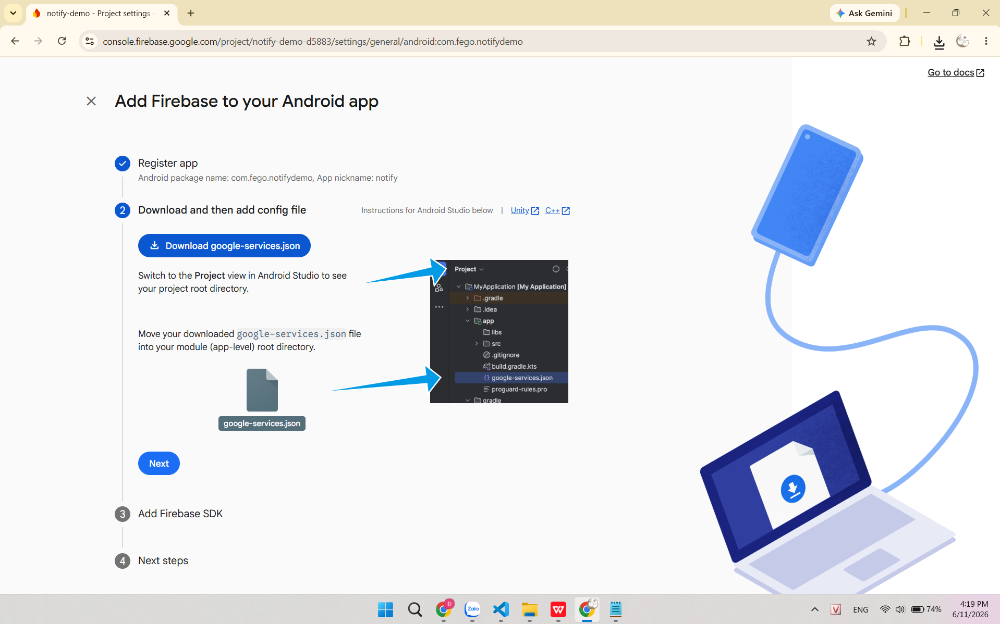 notify-demo - Project settings -
Ask Gemini
console.firebase.google.com/project/notify-demo-d5883/settings/general/android:com.fego.notifydemo
Go to docs
Add Firebase to your Android app
Register app
Android package name: com.fego.notifydemo, App nickname: notify
2 Download and then add config file
Instructions for Android Studio below | Unity C++
Download google-services.json
Switch to the Project view in Android Studio to see
your project root directory.
Move your downloaded google-services.json file
into your module (app-level) root directory.
google-services.json
Project
MyApplication [My Application]
.gradle
.idea
app
libs
src
.gitignore
build.gradle.kts
{} google-services.json
proguard-rules.pro
gradle
Next
3 Add Firebase SDK
4 Next steps
Đ
Zalo
W
V
ENG
74%
4:19 PM
6/11/2026